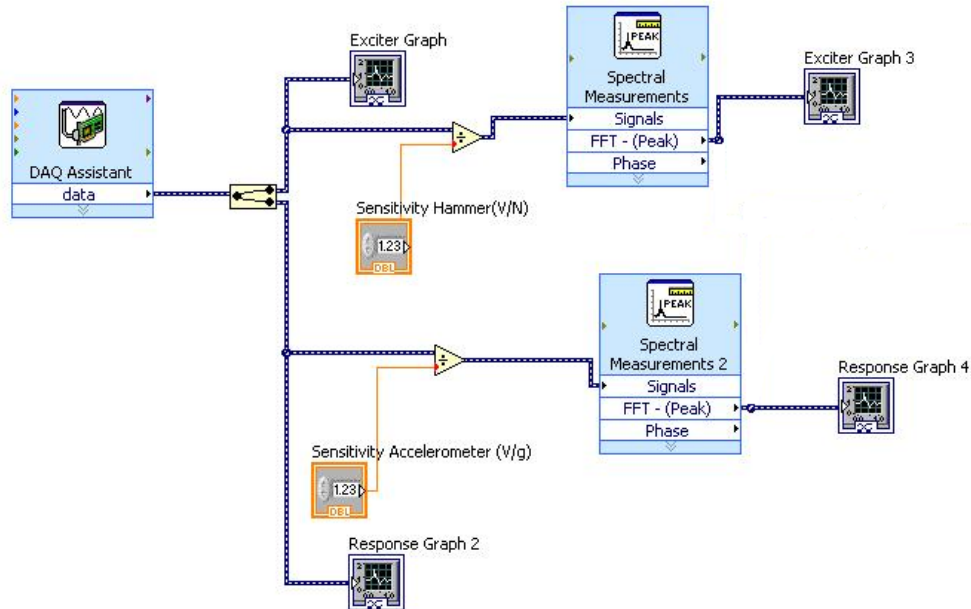 Exciter Graph
PEAK
Spectral
Measurements
Signals
FFT - (Peak)
Phase
Exciter Graph 3
DAQ Assistant
data
÷
Sensitivity Hammer(V/N)
1.23
DBL
PEAK
Spectral
Measurements 2
Signals
FFT - (Peak)
Phase
Response Graph 4
÷
Sensitivity Accelerometer (V/g)
1.23
DBL
Response Graph 2